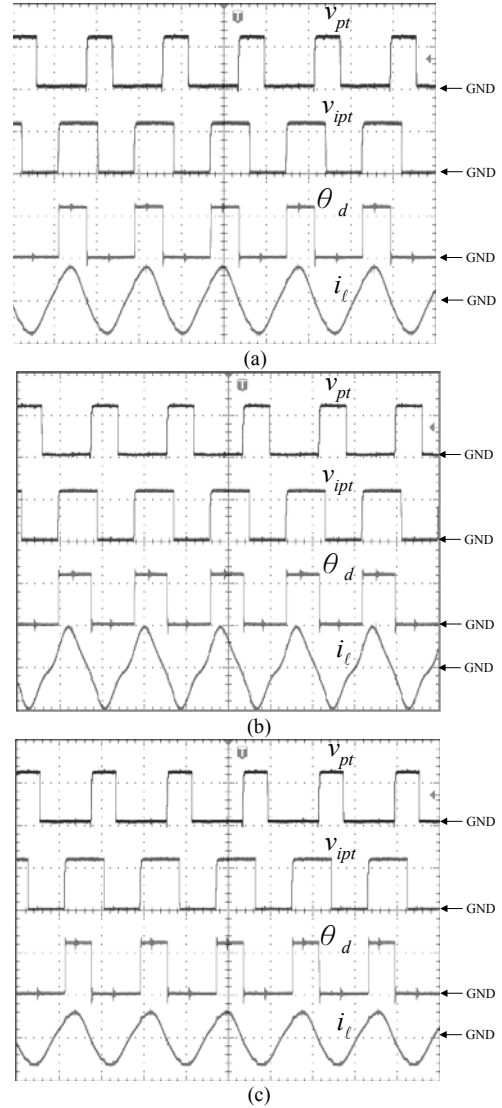 T
v_pt
GND
v_ipt
GND
θ_d
GND
i_ℓ
GND
(a)
T
v_pt
GND
v_ipt
GND
θ_d
GND
i_ℓ
GND
(b)
T
v_pt
GND
v_ipt
GND
θ_d
GND
i_ℓ
GND
(c)